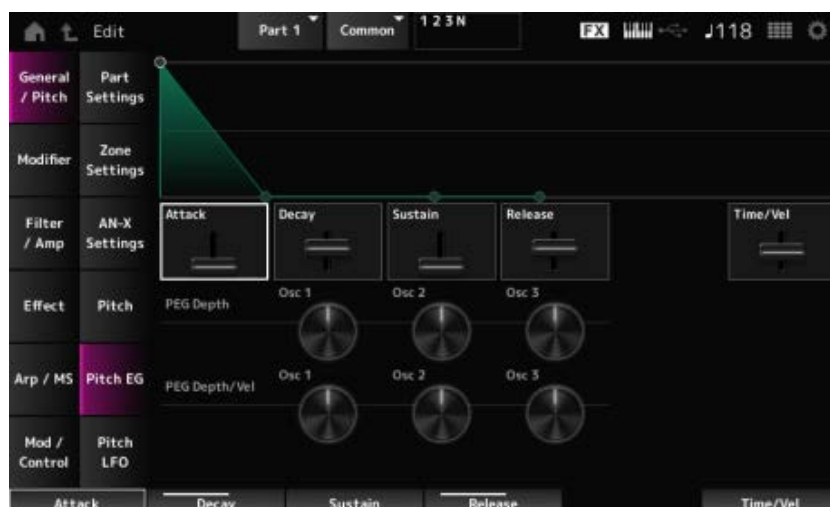 Edit
Part 1
Common
1 2 3 N
FX
♩118
General
/ Pitch
Part
Settings
Modifier
Zone
Settings
Filter
/ Amp
AN-X
Settings
Effect
Pitch
Arp / MS
Pitch EG
Mod /
Control
Pitch
LFO
Attack
Decay
Sustain
Release
Time/Vel
PEG Depth
Osc 1
Osc 2
Osc 3
PEG Depth/Vel
Osc 1
Osc 2
Osc 3
Attack
Decay
Sustain
Release
Time/Vel